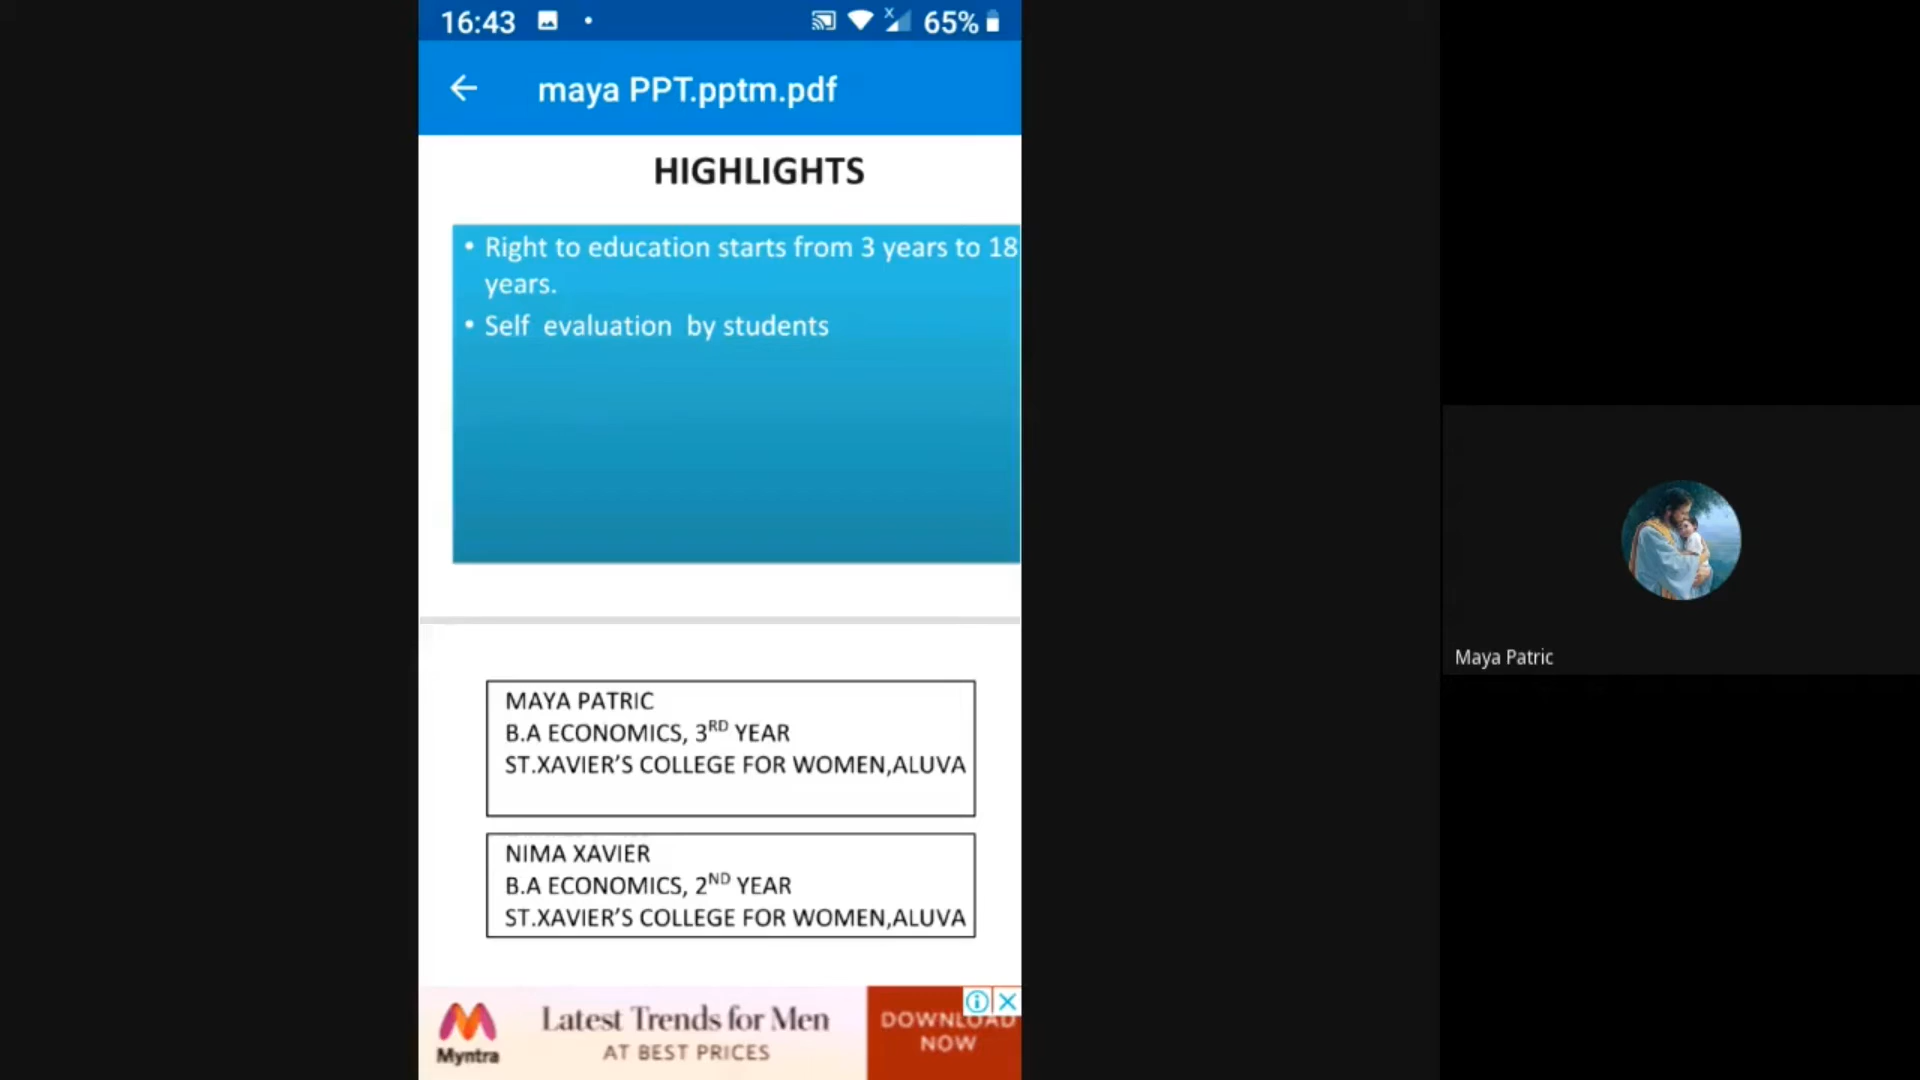 16:43
65%
maya PPT.pptm.pdf
HIGHLIGHTS
• Right to education starts from 3 years to 18
years.
• Self evaluation by students
MAYA PATRIC
B.A ECONOMICS, 3RD YEAR
ST.XAVIER'S COLLEGE FOR WOMEN,ALUVA
NIMA XAVIER
B.A ECONOMICS, 2ND YEAR
ST.XAVIER'S COLLEGE FOR WOMEN,ALUVA
Myntra
Latest Trends for Men
AT BEST PRICES
DOWNLOAD
NOW
Maya Patric